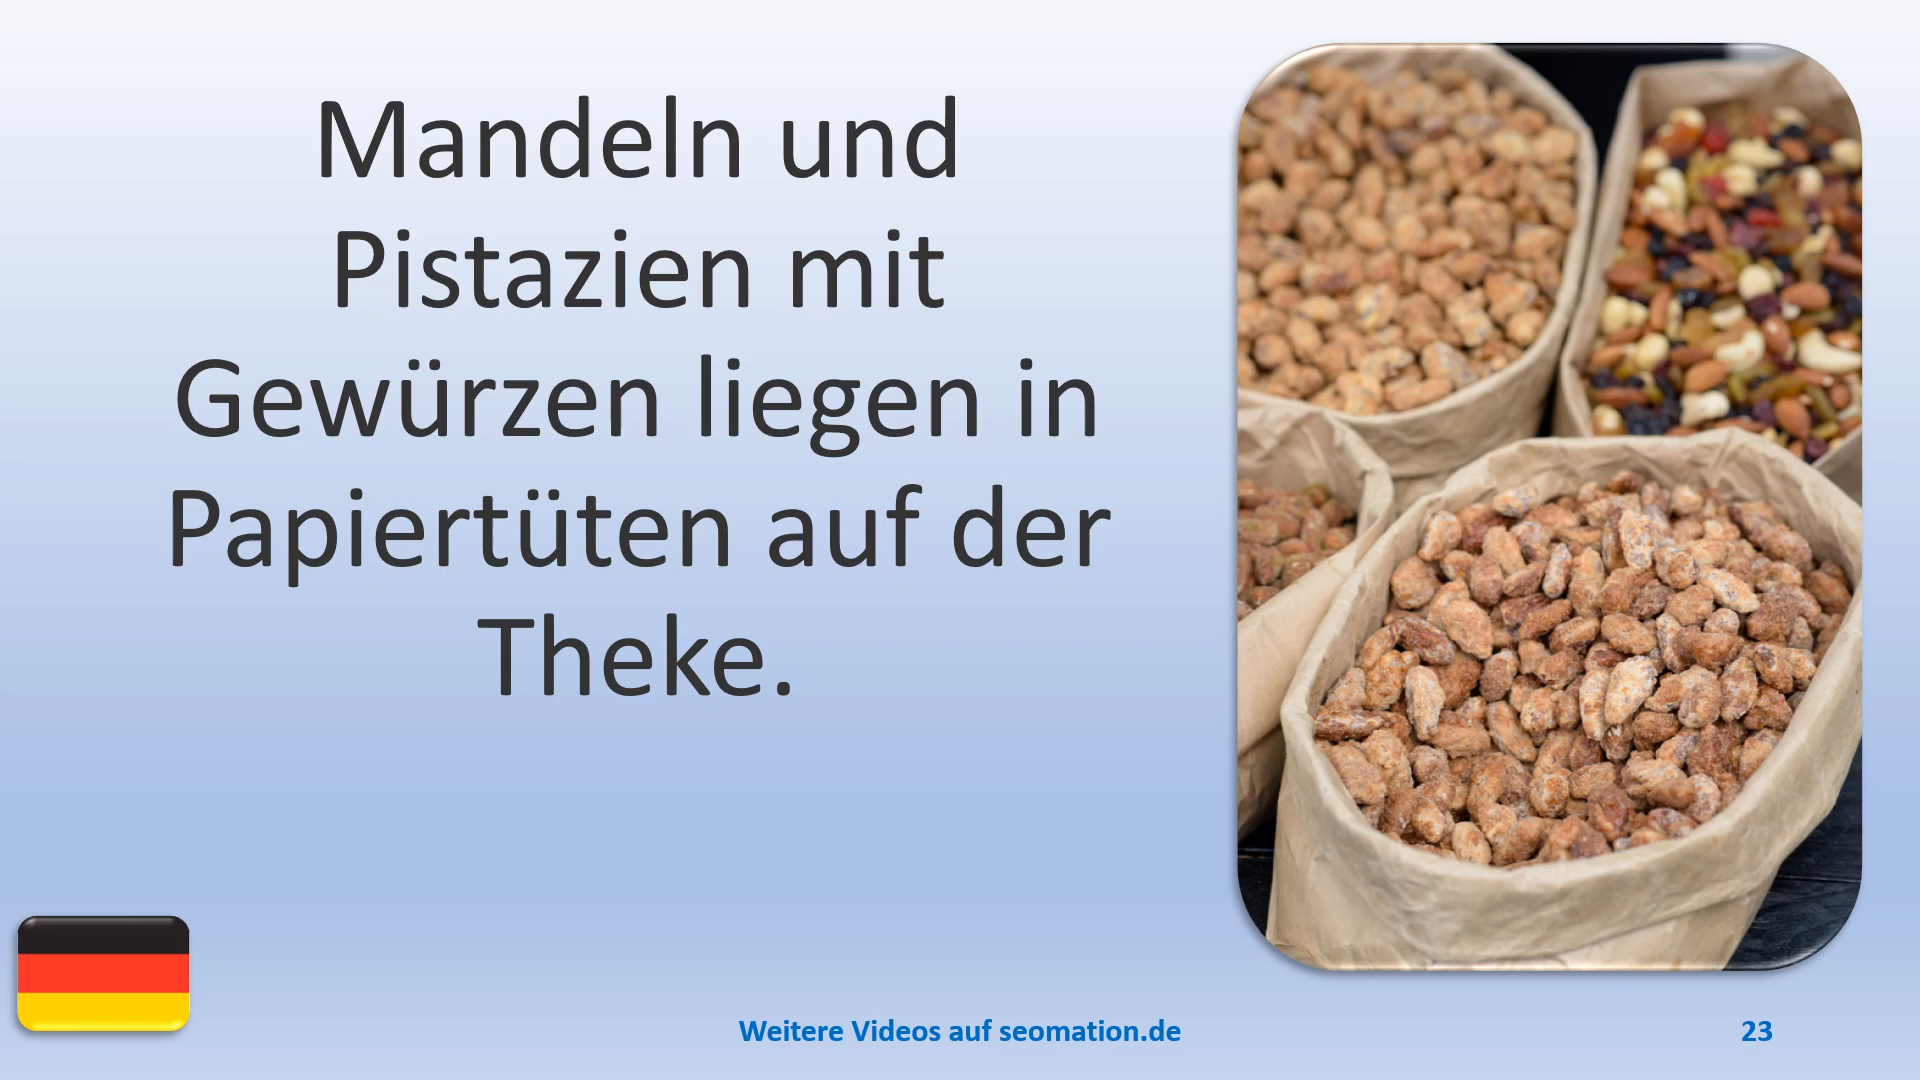 Mandeln und
Pistazien mit
Gewürzen liegen in
Papiertüten auf der
Theke.
Weitere Videos auf seomation.de
23